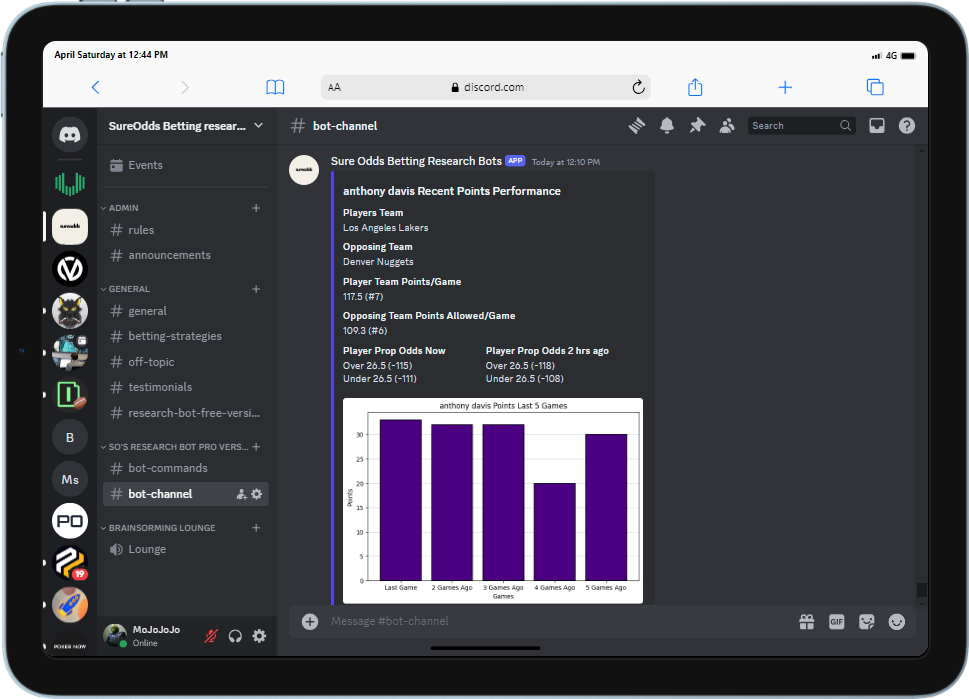 April Saturday at 12:44 PM
4G
AA
discord.com
SureOdds Betting resear...
bot-channel
Search
Events
ADMIN
rules
announcements
GENERAL
general
betting-strategies
off-topic
testimonials
research-bot-free-versi...
SO'S RESEARCH BOT PRO VERS...
bot-commands
bot-channel
BRAINSORMING LOUNGE
Lounge
sureodds
B
Ms
PO
19
POKER NOW
MoJoJoJo
Online
Sure Odds Betting Research Bots APP Today at 12:10 PM
anthony davis Recent Points Performance
Players Team
Los Angeles Lakers
Opposing Team
Denver Nuggets
Player Team Points/Game
117.5 (#7)
Opposing Team Points Allowed/Game
109.3 (#6)
Player Prop Odds Now
Over 26.5 (-115)
Under 26.5 (-111)
Player Prop Odds 2 hrs ago
Over 26.5 (-118)
Under 26.5 (-108)
anthony davis Points Last 5 Games
Points
30
25
20
15
10
5
0
Last Game
2 Games Ago
3 Games Ago
4 Games Ago
5 Games Ago
Games
Message #bot-channel
GIF